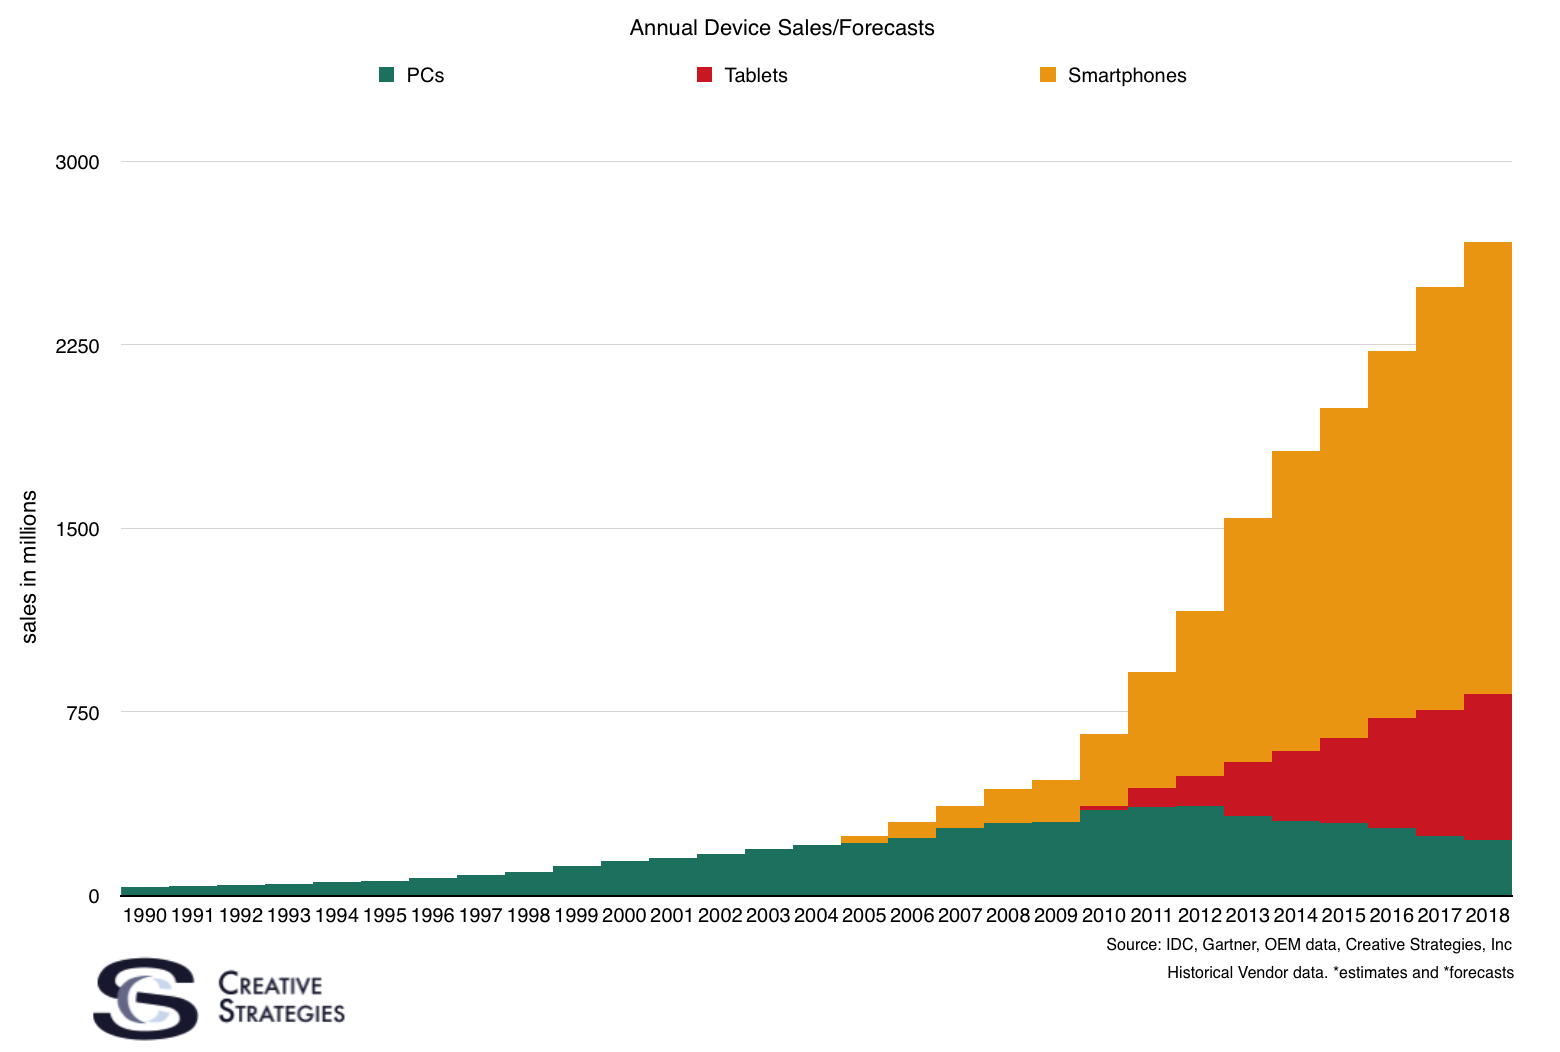 Annual Device Sales/Forecasts
PCs
Tablets
Smartphones
sales in millions
3000
2250
1500
750
0
1990 1991 1992 1993 1994 1995 1996 1997 1998 1999 2000 2001 2002 2003 2004 2005 2006 2007 2008 2009 2010 2011 2012 2013 2014 2015 2016 2017 2018
Source: IDC, Gartner, OEM data, Creative Strategies, Inc
Historical Vendor data. *estimates and *forecasts
CREATIVE
STRATEGIES